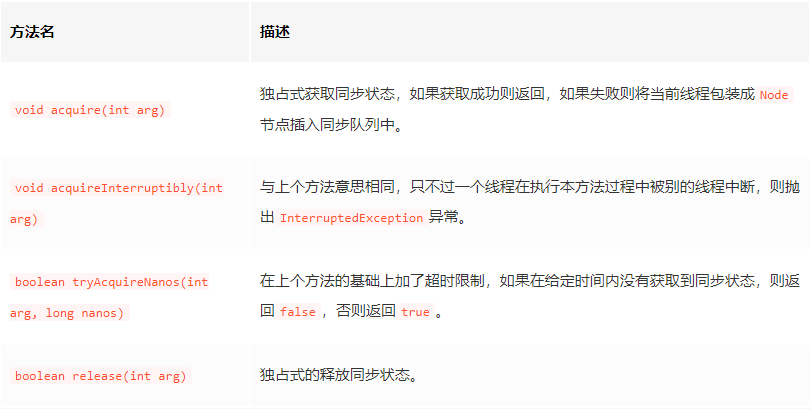 方法名 描述
void acquire(int arg)
独占式获取同步状态，如果获取成功则返回，如果失败则将当前线程包装成 Node
节点插入同步队列中。
void acquireInterruptibly(int
arg)
与上个方法意思相同，只不过一个线程在执行本方法过程中被别的线程中断，则抛
出 InterruptedException 异常。
boolean tryAcquireNanos(int
arg, long nanos)
在上个方法的基础上加了超时限制，如果在给定时间内没有获取到同步状态，则返
回 false ，否则返回 true 。
boolean release(int arg)
独占式的释放同步状态。